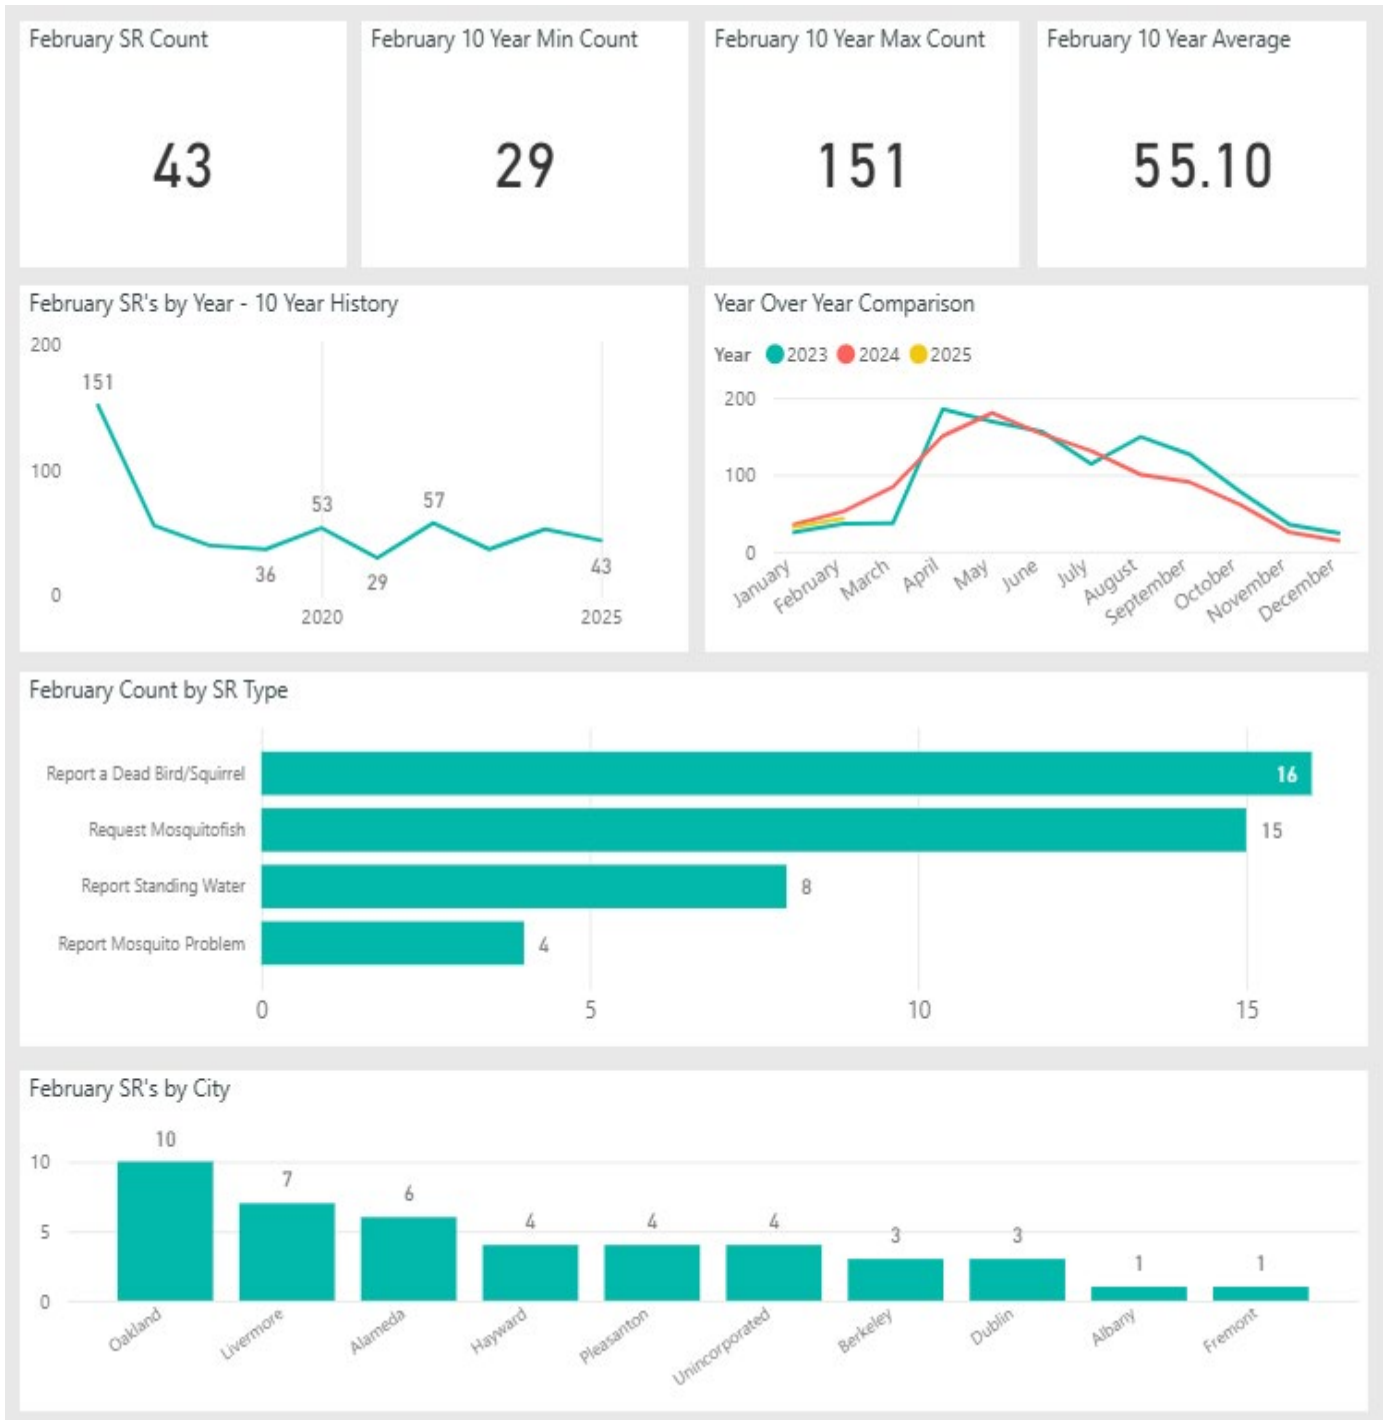 February SR Count
43
February 10 Year Min Count
29
February 10 Year Max Count
151
February 10 Year Average
55.10
February SR's by Year - 10 Year History
200
100
0
151
36
53
29
57
43
2020
2025
Year Over Year Comparison
Year 2023 2024 2025
200
100
0
January
February
March
April
May
June
July
August
September
October
November
December
February Count by SR Type
Report a Dead Bird/Squirrel
16
Request Mosquitofish
15
Report Standing Water
8
Report Mosquito Problem
4
0 5 10 15
February SR's by City
10
5
0
10 7 6 4 4 4 3 3 1 1
Oakland
Livermore
Alameda
Hayward
Pleasanton
Unincorporated
Berkeley
Dublin
Albany
Fremont